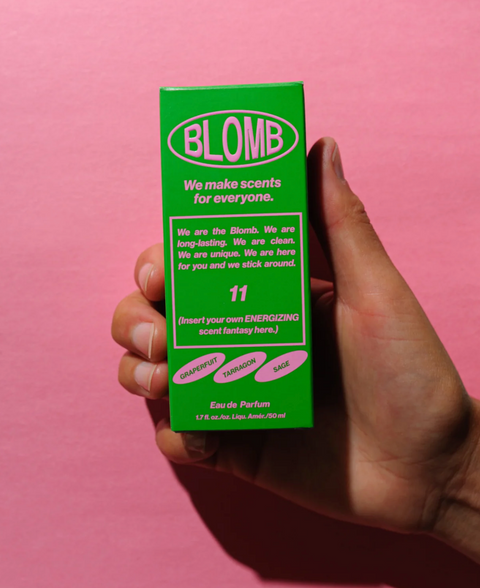 BLOMB
We make scents
for everyone.
We are the Blomb. We are
long-lasting. We are clean.
We are unique. We are here
for you and we stick around.
11
(Insert your own ENERGIZING
scent fantasy here.)
GRAPERFUIT
TARRAGON
SAGE
Eau de Parfum
1.7 fl. oz./oz. Liqu. Amér./50 ml